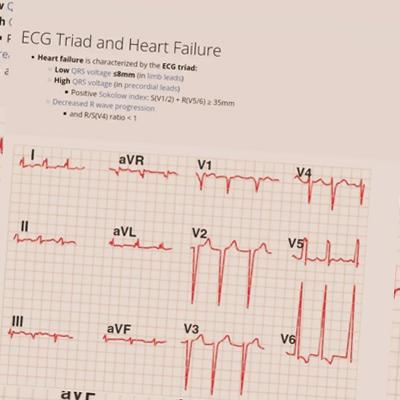 ECG Triad and Heart Failure
Heart failure is characterized by the ECG triad:
Low QRS voltage ≤8mm (in limb leads)
High QRS voltage (in precordial leads)
Positive Sokolow index: S(V1/2) + R(V5/6) ≥ 35mm
Decreased R wave progression
and R/S(V4) ratio < 1
I aVR V1 V4
II aVL V2 V5
III aVF V3 V6
aVF